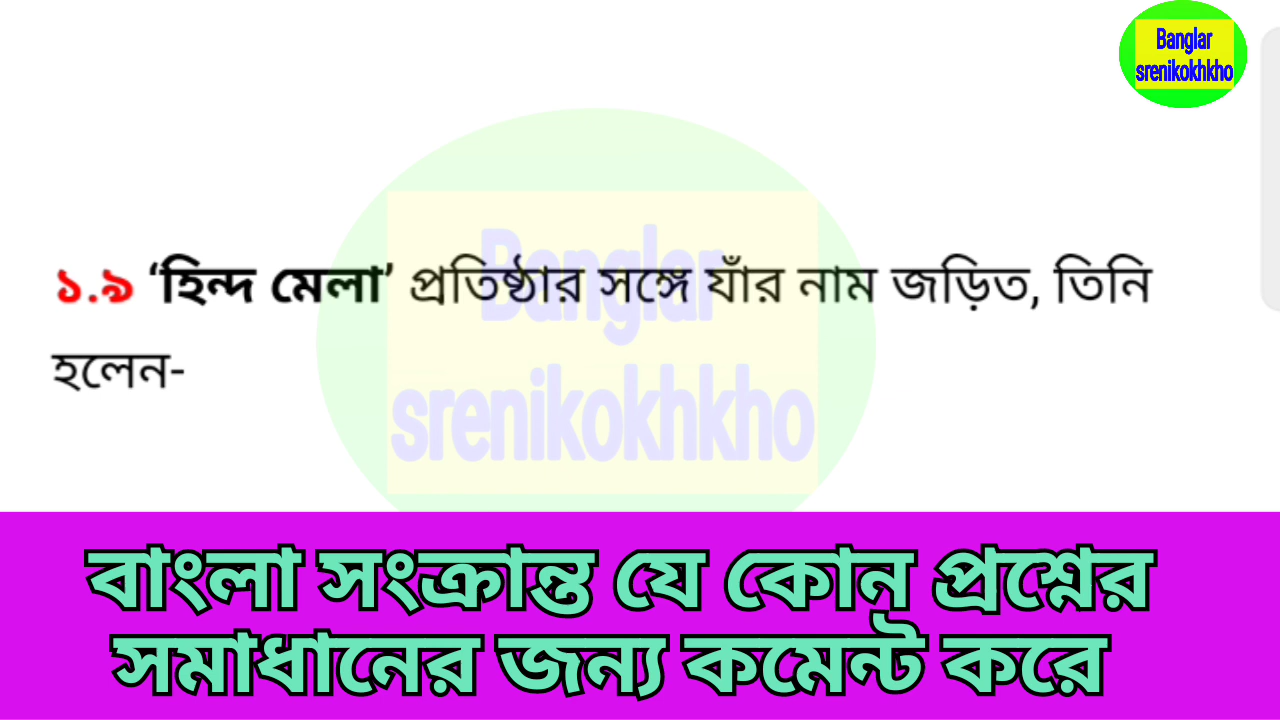 Banglar
srenikokhkho
১.৯ ‘হিন্দ মেলা’ প্রতিষ্ঠার সঙ্গে যাঁর নাম জড়িত, তিনি
হলেন-
Banglar
srenikokhkho
বাংলা সংক্রান্ত যে কোন প্রশ্নের
সমাধানের জন্য কমেন্ট করে